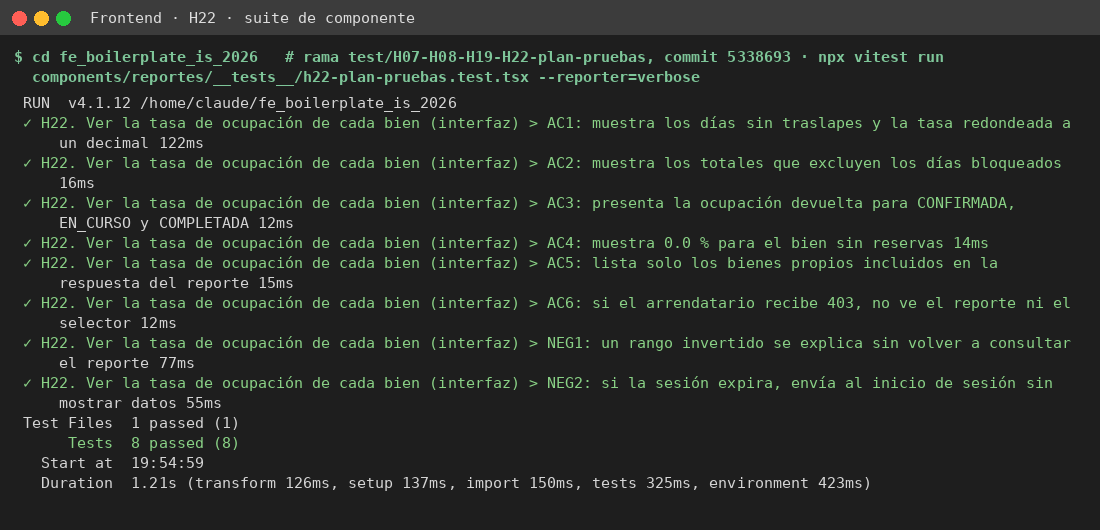 Frontend · H22 · suite de componente
$ cd fe_boilerplate_is_2026   # rama test/H07-H08-H19-H22-plan-pruebas, commit 5338693 · npx vitest run
components/reportes/__tests__/h22-plan-pruebas.test.tsx --reporter=verbose
RUN  v4.1.12 /home/claude/fe_boilerplate_is_2026
✓ H22. Ver la tasa de ocupación de cada bien (interfaz) > AC1: muestra los días sin traslapes y la tasa redondeada a
un decimal 122ms
✓ H22. Ver la tasa de ocupación de cada bien (interfaz) > AC2: muestra los totales que excluyen los días bloqueados
16ms
✓ H22. Ver la tasa de ocupación de cada bien (interfaz) > AC3: presenta la ocupación devuelta para CONFIRMADA,
EN_CURSO y COMPLETADA 12ms
✓ H22. Ver la tasa de ocupación de cada bien (interfaz) > AC4: muestra 0.0 % para el bien sin reservas 14ms
✓ H22. Ver la tasa de ocupación de cada bien (interfaz) > AC5: lista solo los bienes propios incluidos en la
respuesta del reporte 15ms
✓ H22. Ver la tasa de ocupación de cada bien (interfaz) > AC6: si el arrendatario recibe 403, no ve el reporte ni el
selector 12ms
✓ H22. Ver la tasa de ocupación de cada bien (interfaz) > NEG1: un rango invertido se explica sin volver a consultar
el reporte 77ms
✓ H22. Ver la tasa de ocupación de cada bien (interfaz) > NEG2: si la sesión expira, envía al inicio de sesión sin
mostrar datos 55ms
Test Files  1 passed (1)
Tests  8 passed (8)
Start at  19:54:59
Duration  1.21s (transform 126ms, setup 137ms, import 150ms, tests 325ms, environment 423ms)